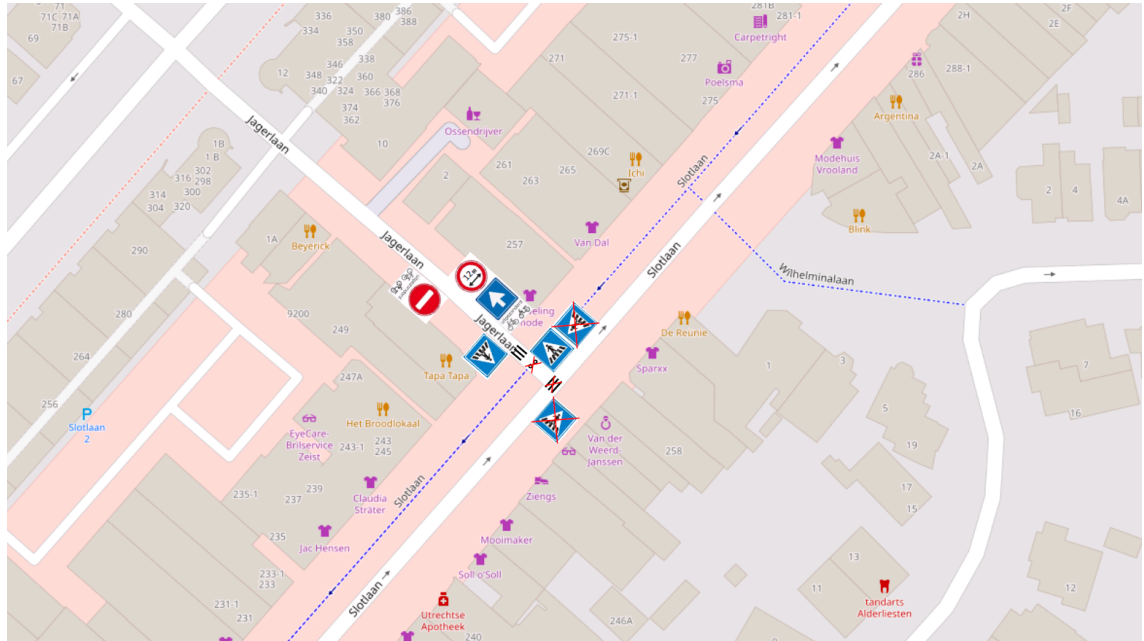 71
71C 71A
71B
69
67
336
334
350
358
380
386
388
346
338
12
348
322
360
340
324
366
368
376
374
362
10
Jagerlaan
1B
1 B
302
298
316
300
314
304
320
290
1A
Beyerick
280
264
256
P
Slotlaan
2
Ossendrijver
2
261
263
265
257
271
271-1
275-1
269C
Ichi
Van Dal
281B
281-1
Carpetright
277
Poelsma
275
Slotlaan
Slotlaan
2H
2F
2E
288-1
286
Argentina
2A-1
2A
Modehuis
Vrooland
2
4
4A
Blink
Wilhelminalaan
Jagerlaan
12m
eling
node
Jagerlaan
9200
249
Tapa Tapa
247A
Het Broodlokaal
243
245
243-1
EyeCare-
Brilservice
Zeist
De Reunie
Sparxx
Van der
Weerd-
Janssen
258
1
3
5
7
16
19
17
15
Slotlaan
Claudia
Sträter
239
237
235-1
235
Jac Hensen
Ziengs
Mooimaker
Soll o'Soll
233-1
233
231-1
231
Slotlaan
Utrechtse
Apotheek
240
246A
13
11
9
12
tandarts
Alderliesten